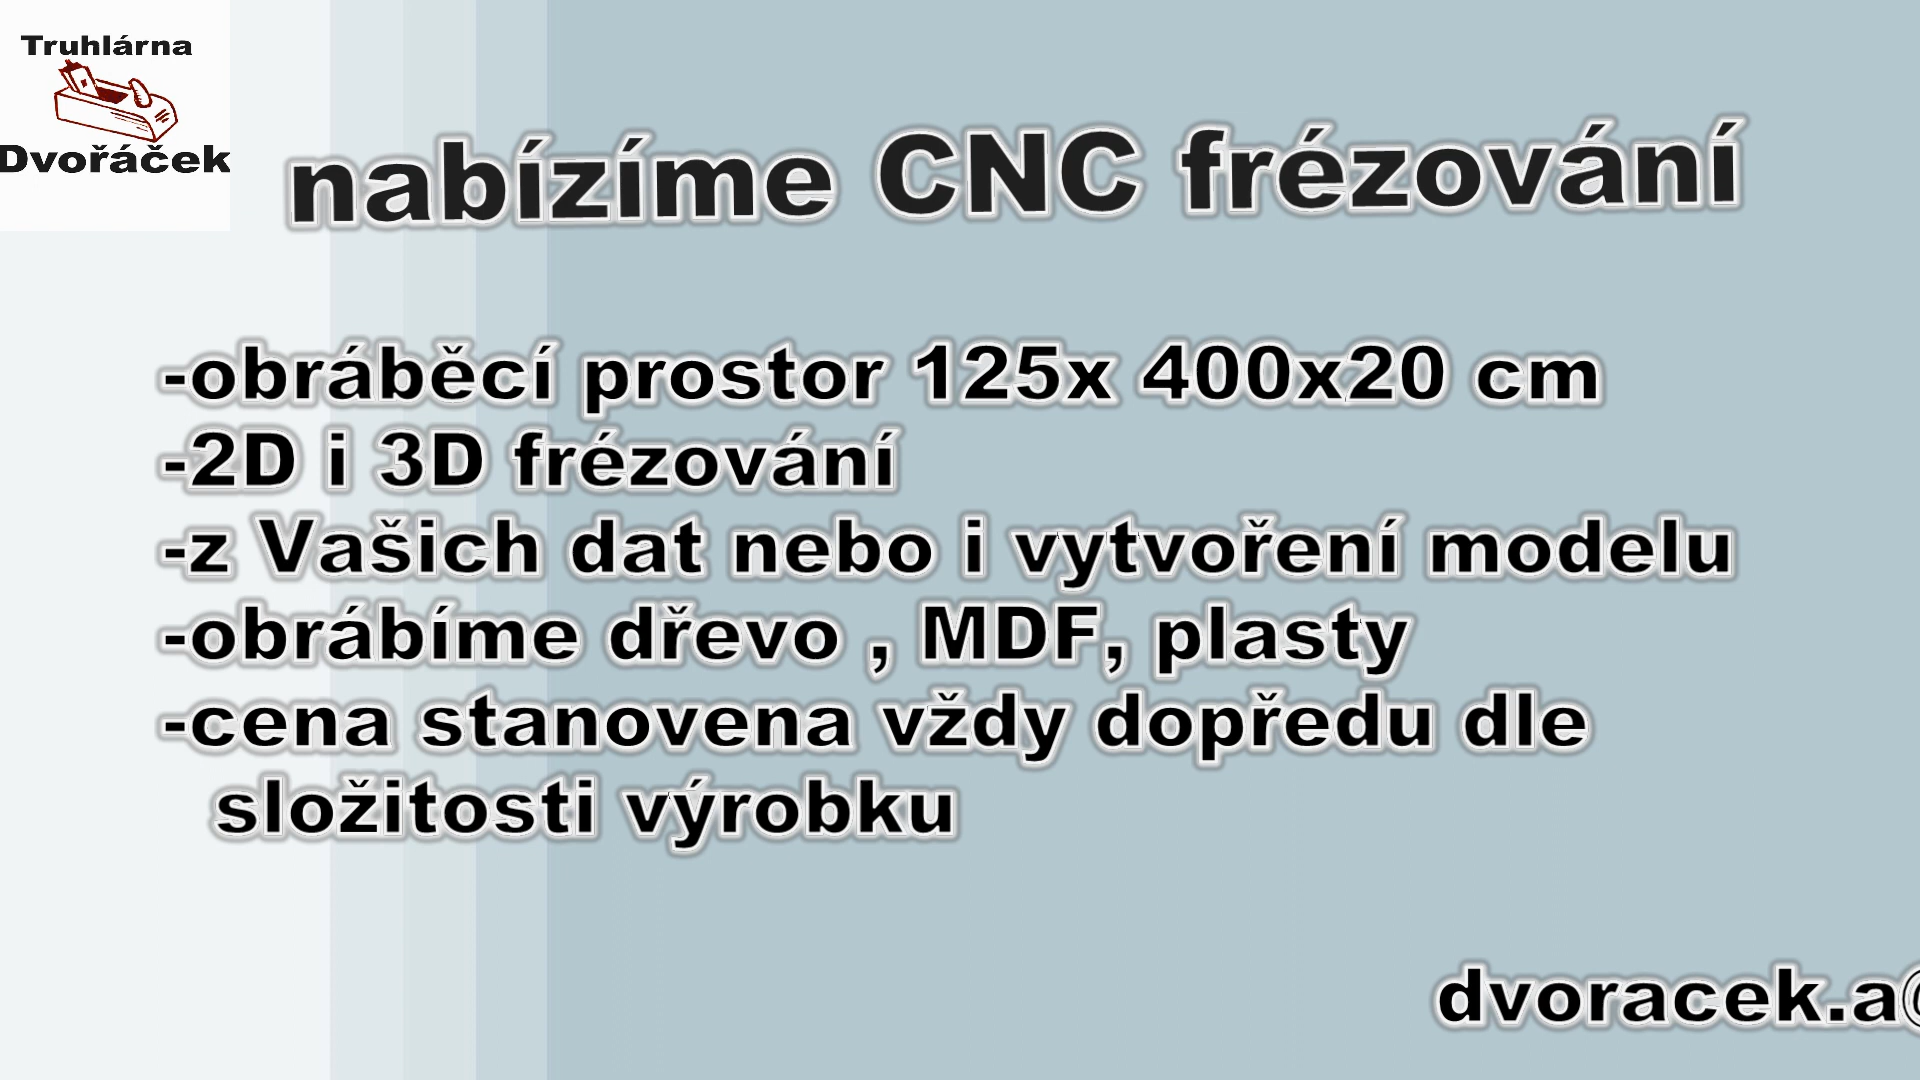 Truhlárna
Dvořáček
nabízíme CNC frézování
-obráběcí prostor 125x 400x20 cm
-2D i 3D frézování
-z Vašich dat nebo i vytvoření modelu
-obrábíme dřevo , MDF, plasty
-cena stanovena vždy dopředu dle
složitosti výrobku
dvoracek.a@